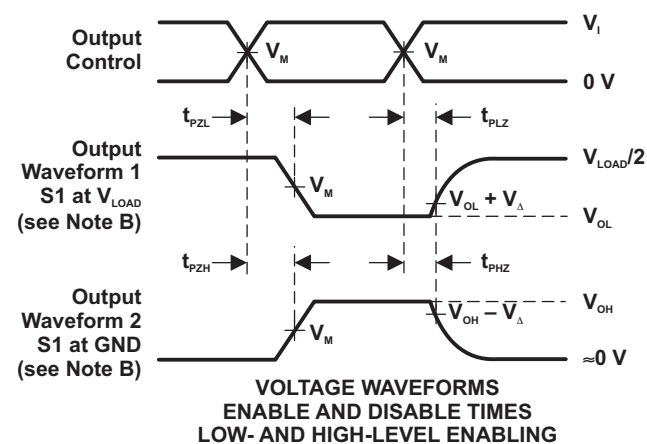 Output
Control
V_M
V_M
V_I
0 V
t_PZL
t_PLZ
Output
Waveform 1
S1 at V_LOAD
(see Note B)
V_M
V_OL + V_Δ
V_LOAD/2
V_OL
t_PZH
t_PHZ
Output
Waveform 2
S1 at GND
(see Note B)
V_M
V_OH – V_Δ
V_OH
≈0 V
VOLTAGE WAVEFORMS
ENABLE AND DISABLE TIMES
LOW- AND HIGH-LEVEL ENABLING